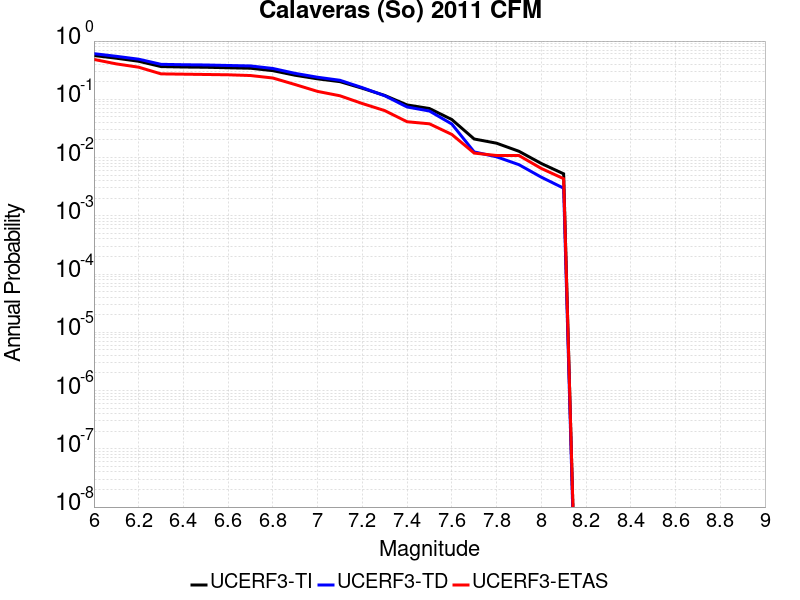 Calaveras (So) 2011 CFM
10^0
10^-1
10^-2
10^-3
10^-4
10^-5
10^-6
10^-7
10^-8
Annual Probability
6 6.2 6.4 6.6 6.8 7 7.2 7.4 7.6 7.8 8 8.2 8.4 8.6 8.8 9
Magnitude
UCERF3-TI UCERF3-TD UCERF3-ETAS